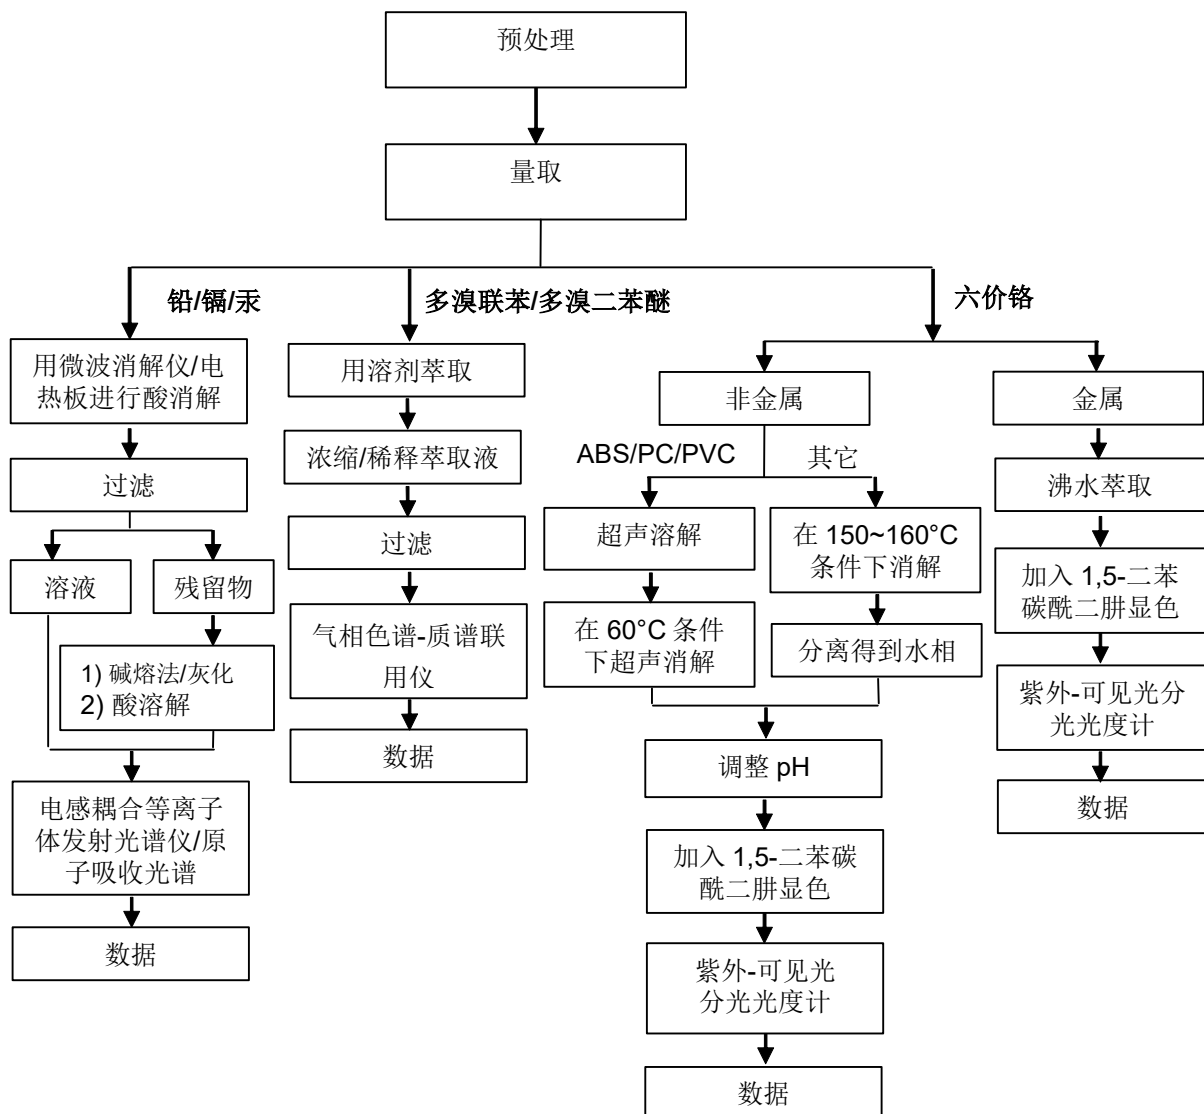 预处理
量取
铅/镉/汞
用微波消解仪/电
热板进行酸消解
过滤
溶液
残留物
1) 碱熔法/灰化
2) 酸溶解
电感耦合等离子
体发射光谱仪/原
子吸收光谱
数据
多溴联苯/多溴二苯醚
用溶剂萃取
浓缩/稀释萃取液
过滤
气相色谱-质谱联
用仪
数据
六价铬
非金属
ABS/PC/PVC
其它
超声溶解
在 60°C 条件
下超声消解
在 150~160°C
条件下消解
分离得到水相
调整 pH
加入 1,5-二苯碳
酰二肼显色
紫外-可见光
分光光度计
数据
金属
沸水萃取
加入 1,5-二苯
碳酰二肼显色
紫外-可见光分
光光度计
数据